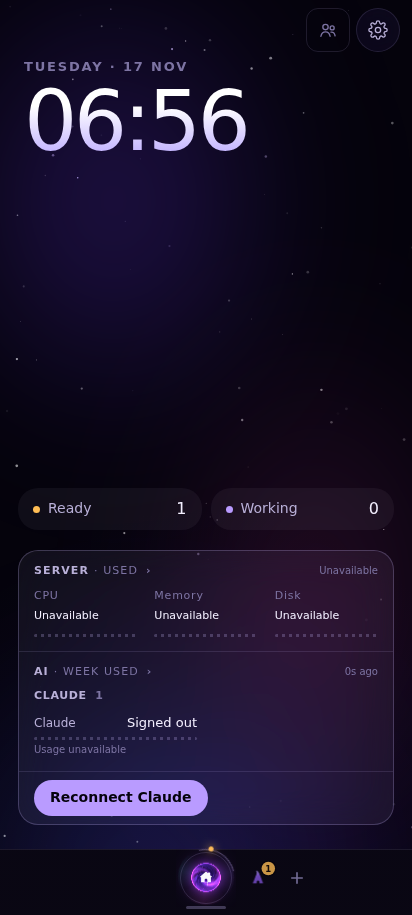 TUESDAY · 17 NOV
06:56
Ready 1
Working 0
SERVER · USED › Unavailable
CPU Memory Disk
Unavailable Unavailable Unavailable
AI · WEEK USED › 0s ago
CLAUDE 1
Claude Signed out
Usage unavailable
Reconnect Claude
1